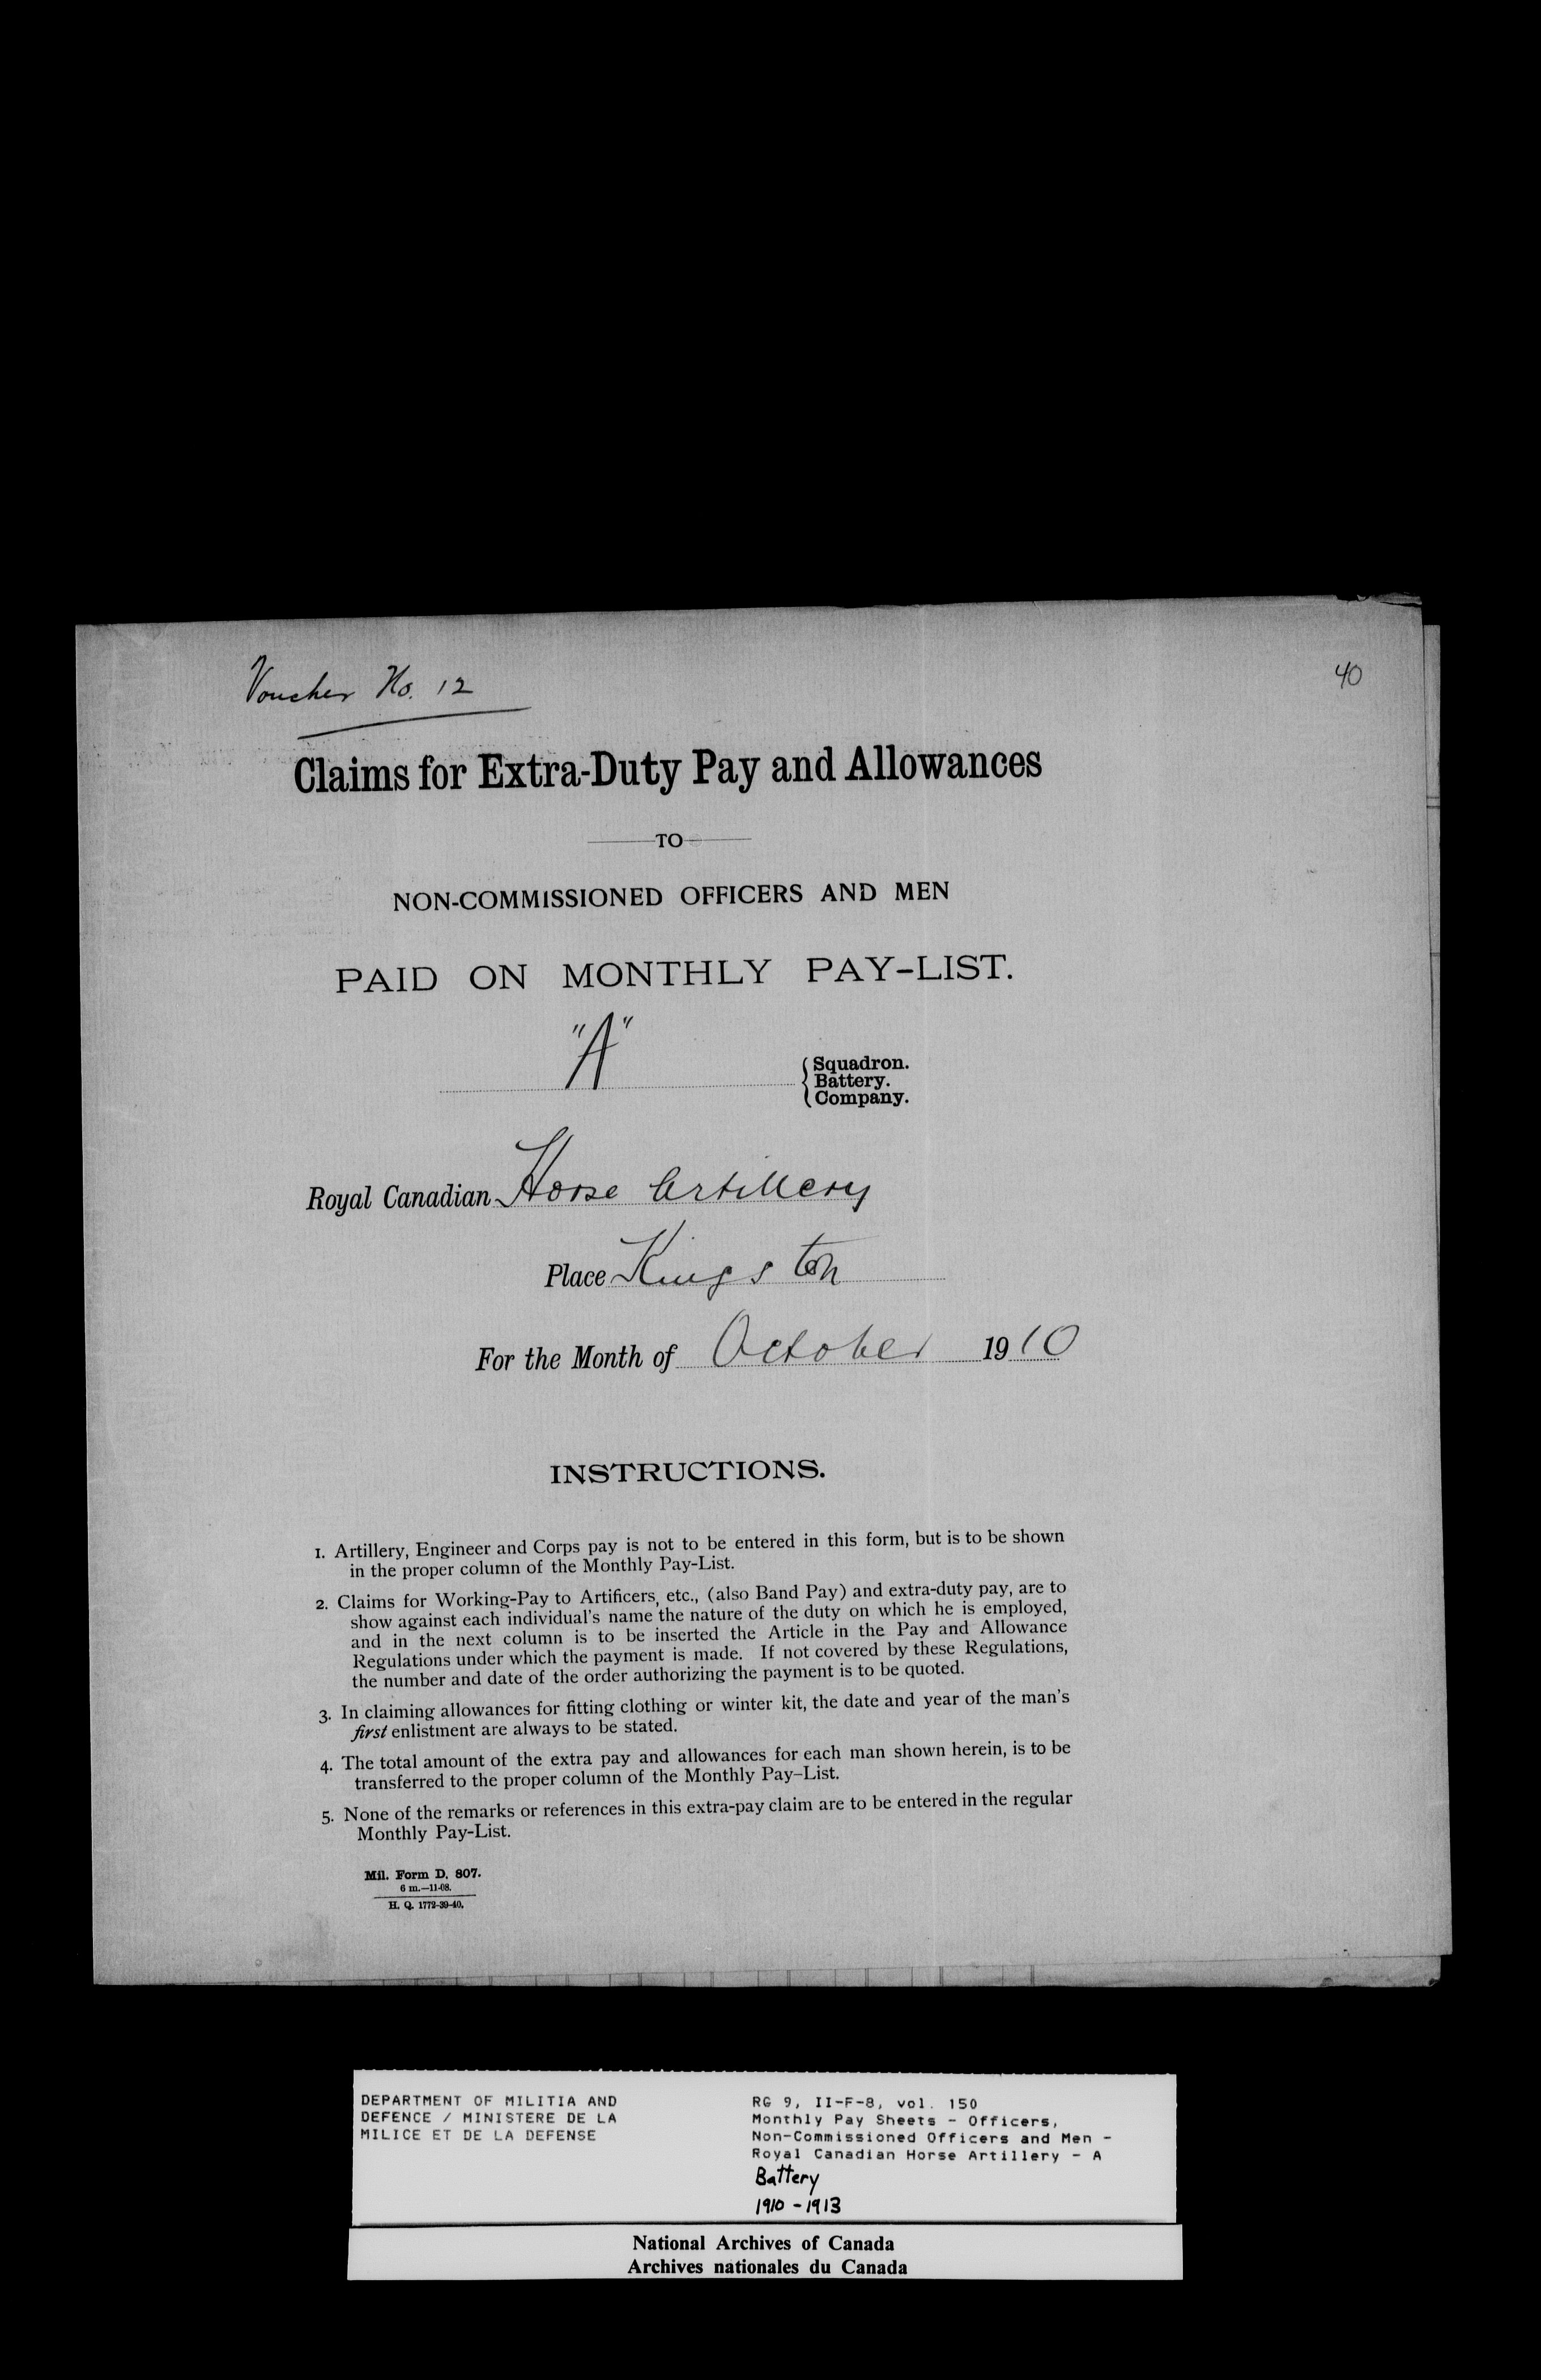 Voucher No. 12
40
Claims for Extra-Duty Pay and Allowances
TO
NON-COMMISSIONED OFFICERS AND MEN
PAID ON MONTHLY PAY-LIST.
"A"
Squadron.
Battery.
Company.
Royal Canadian Horse Artillery
Place Kingston
For the Month of October 1910
INSTRUCTIONS.
1. Artillery, Engineer and Corps pay is not to be entered in this form, but is to be shown
in the proper column of the Monthly Pay-List.
2. Claims for Working-Pay to Artificers, etc., (also Band Pay) and extra-duty pay, are to
show against each individual's name the nature of the duty on which he is employed,
and in the next column is to be inserted the Article in the Pay and Allowance
Regulations under which the payment is made. If not covered by these Regulations,
the number and date of the order authorizing the payment is to be quoted.
3. In claiming allowances for fitting clothing or winter kit, the date and year of the man's
first enlistment are always to be stated.
4. The total amount of the extra pay and allowances for each man shown herein, is to be
transferred to the proper column of the Monthly Pay-List.
5. None of the remarks or references in this extra-pay claim are to be entered in the regular
Monthly Pay-List.
Mil. Form D. 807.
6 m.—11-08.
H. Q. 1772-39-40.
DEPARTMENT OF MILITIA AND
DEFENCE / MINISTERE DE LA
MILICE ET DE LA DEFENSE
RG 9, II-F-8, vol. 150
Monthly Pay Sheets - Officers,
Non-Commissioned Officers and Men -
Royal Canadian Horse Artillery - A
Battery
1910 - 1913
National Archives of Canada
Archives nationales du Canada